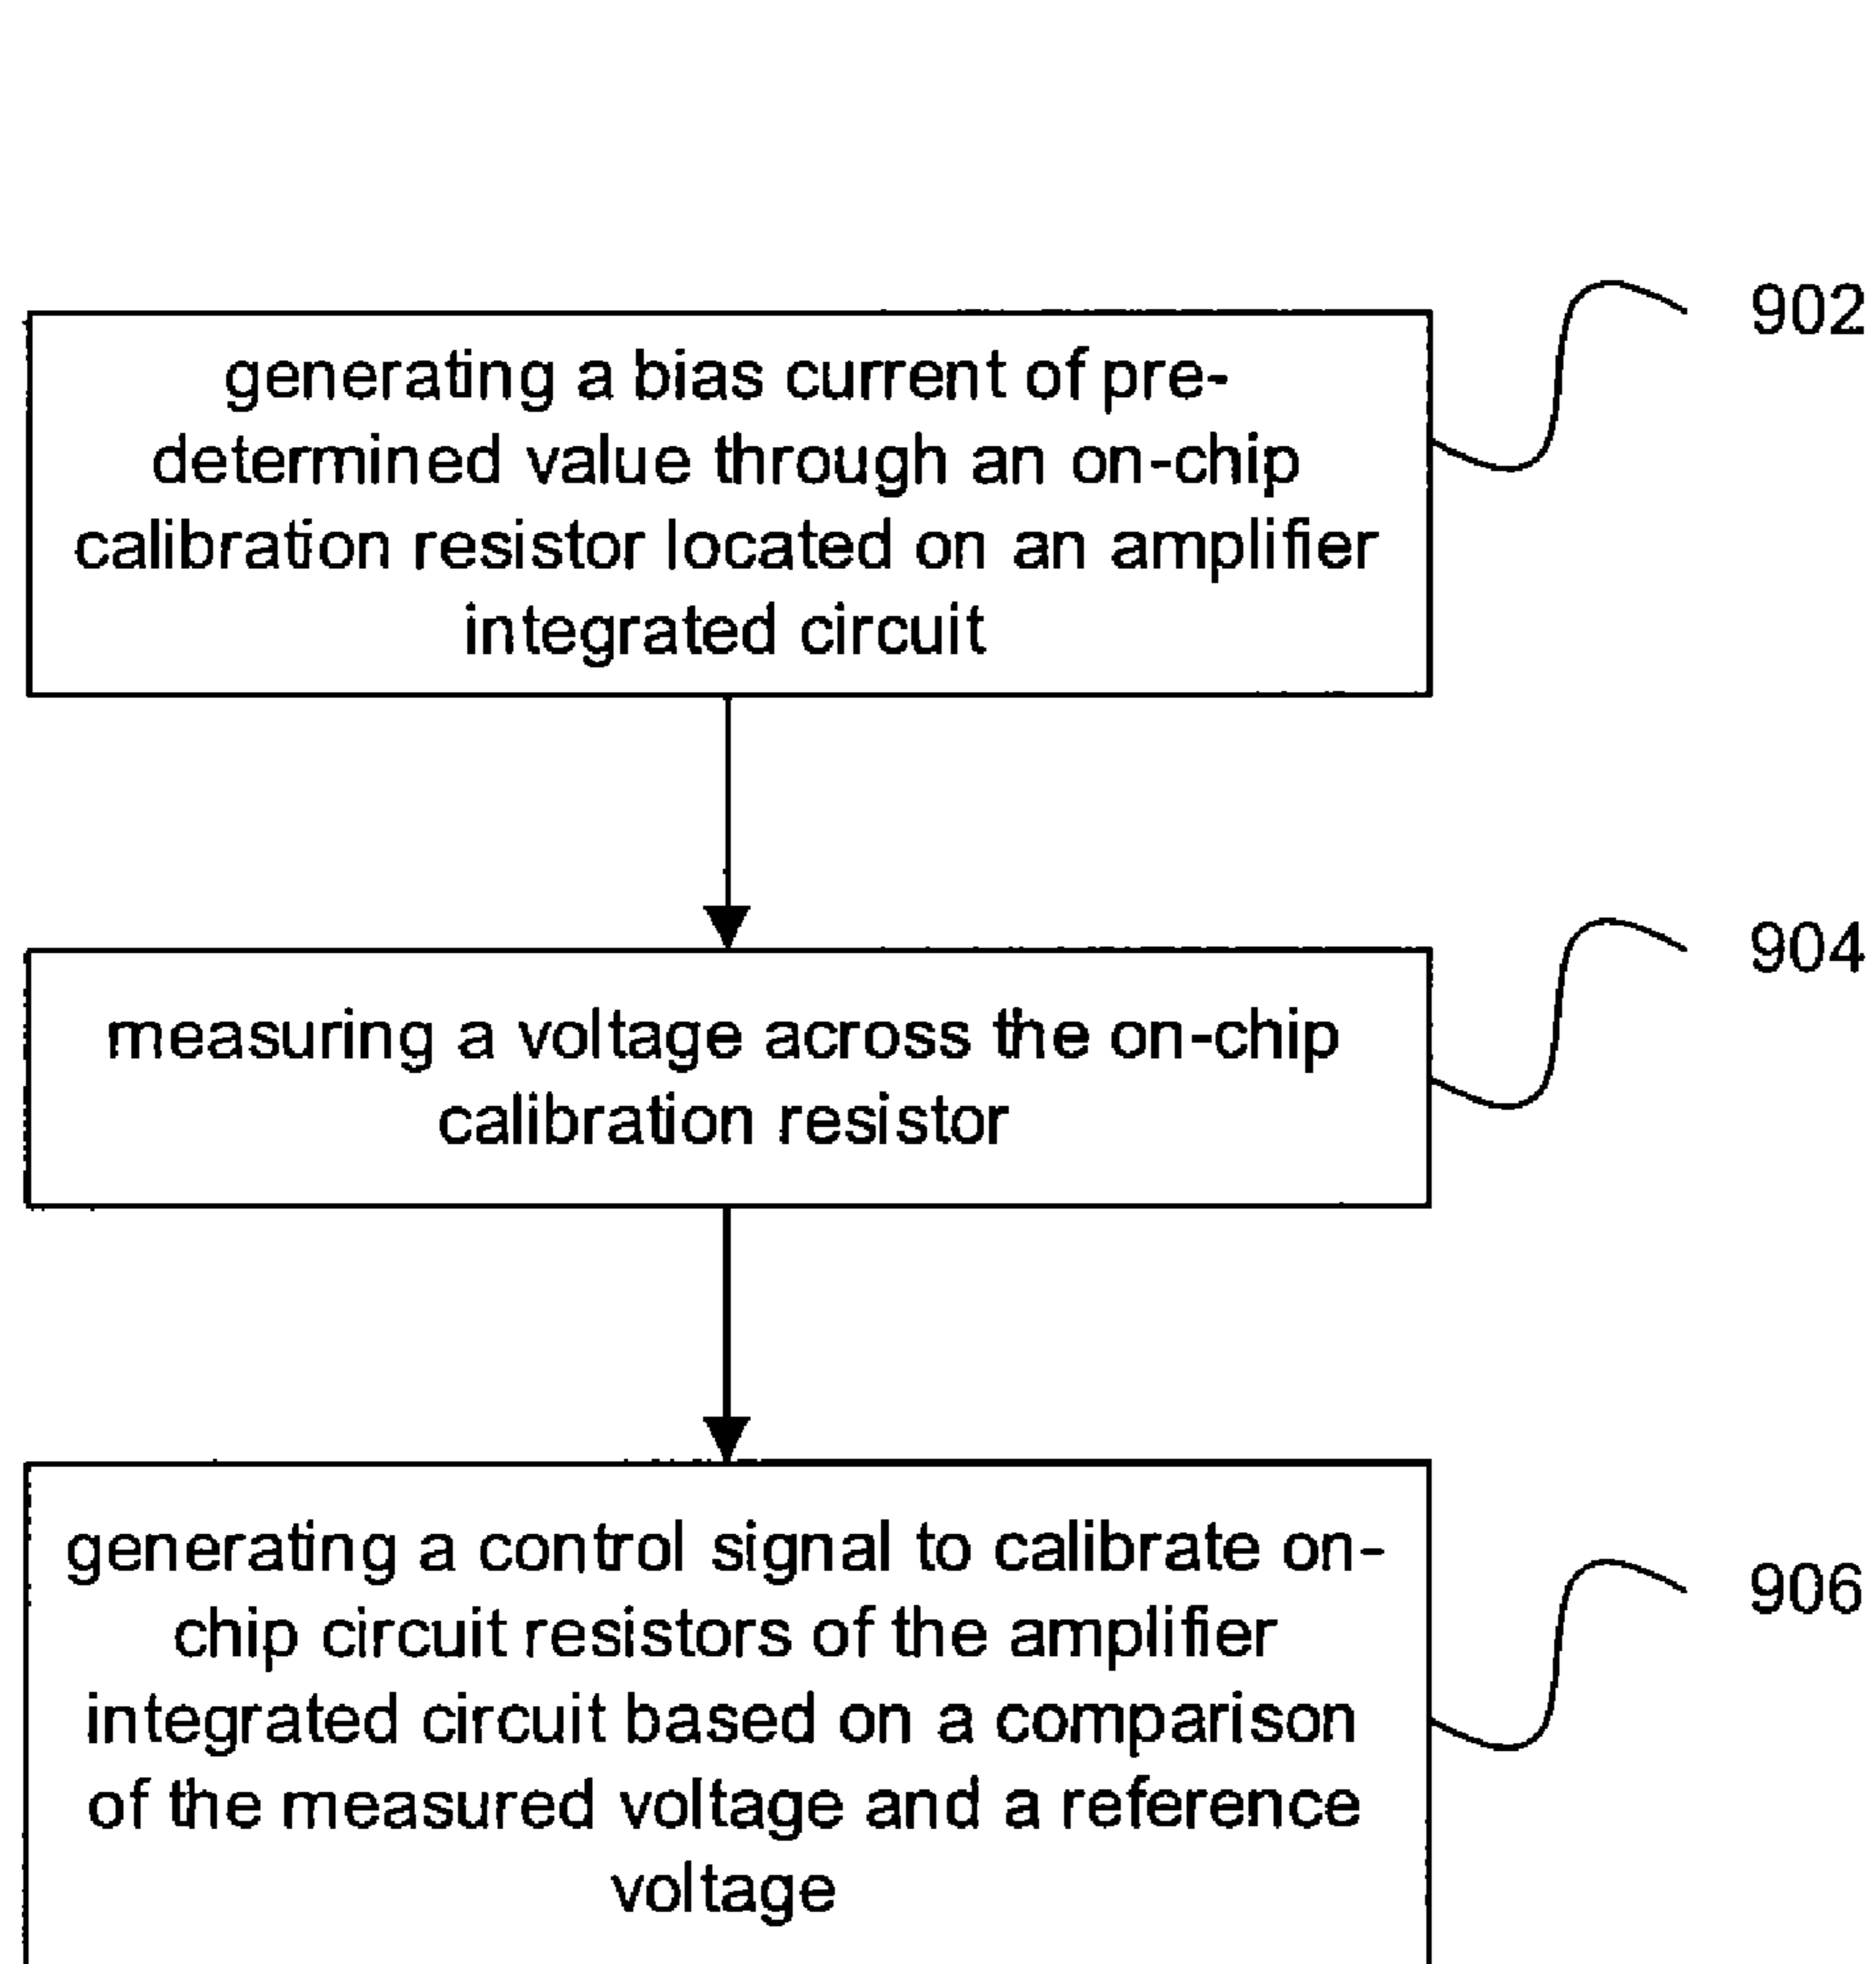 902
generating a bias current of pre-
determined value through an on-chip
calibration resistor located on an amplifier
integrated circuit
904
measuring a voltage across the on-chip
calibration resistor
generating a control signal to calibrate on-
906
chip circuit resistors of the amplifier
integrated circuit based on a comparison
of the measured voltage and a reference
voltage